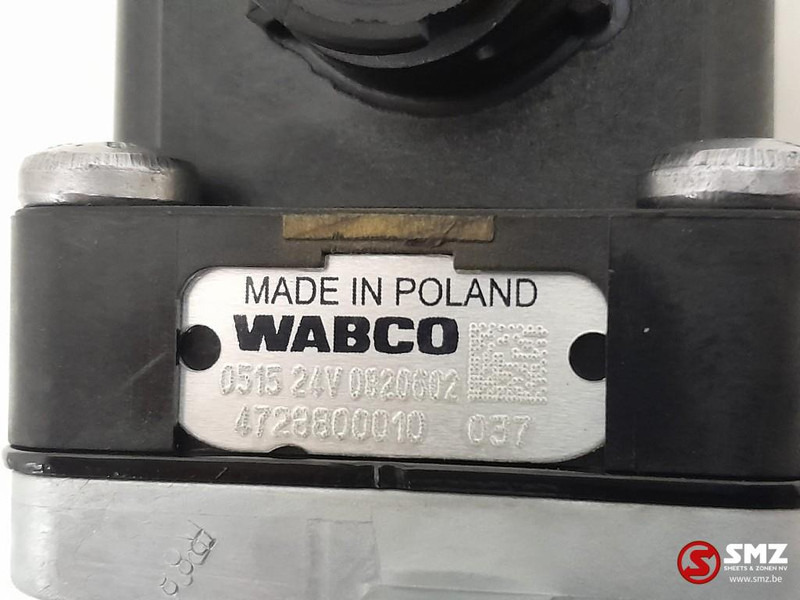 MADE IN POLAND
WABCO
0515 24V 0820602
4728800010 037
SMZ
SHEETS & ZONEN NV
www.smz.be